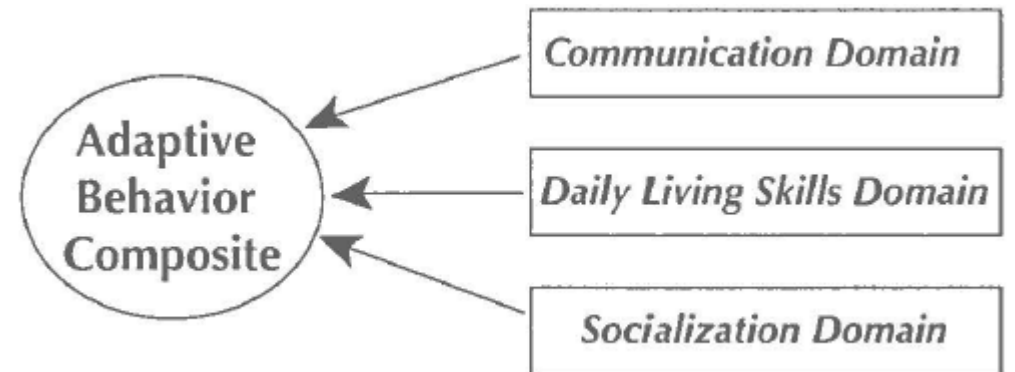 Adaptive
Behavior
Composite
Communication Domain
Daily Living Skills Domain
Socialization Domain